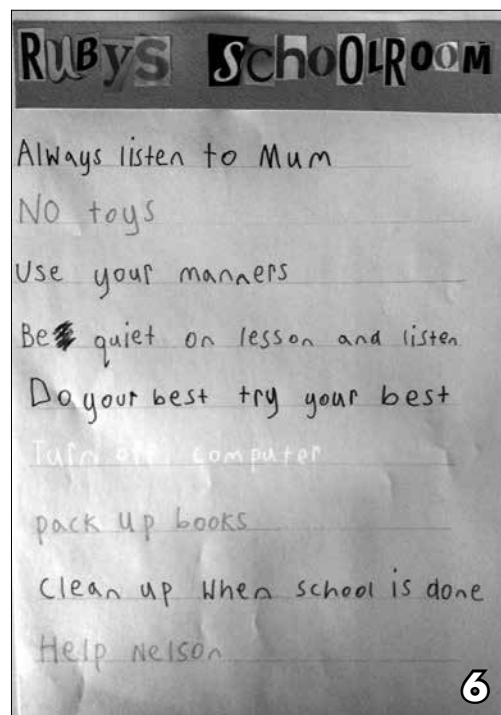 RUByS SchoOLROOM
Always listen to Mum
NO toys
Use your manners
Be quiet on lesson and listen
Do your best try your best
Turn off computer
pack up books
Clean up when school is done
Help Nelson
6